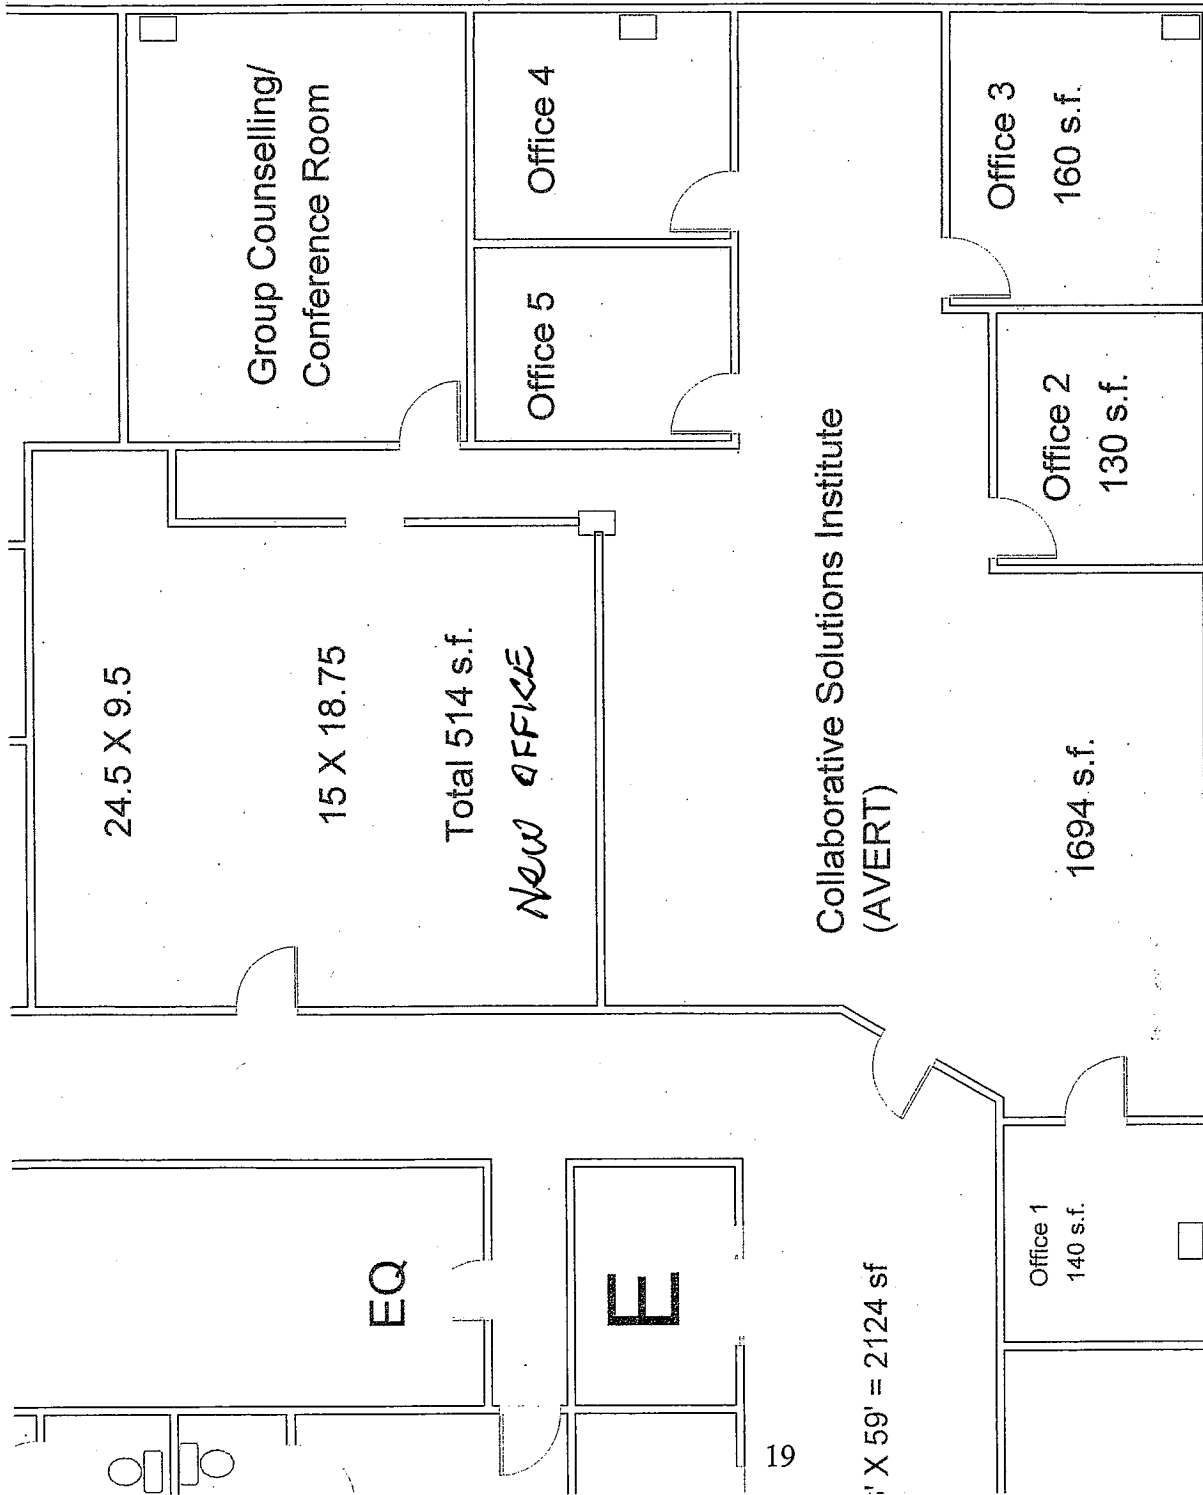 24.5 X 9.5
15 X 18.75
Total 514 s.f.
New OFFICE
Group Counselling/
Conference Room
Office 4
Office 5
EQ
E
Collaborative Solutions Institute
(AVERT)
1694 s.f.
Office 3
160 s.f.
Office 2
130 s.f.
Office 1
140 s.f.
' X 59' = 2124 sf
19